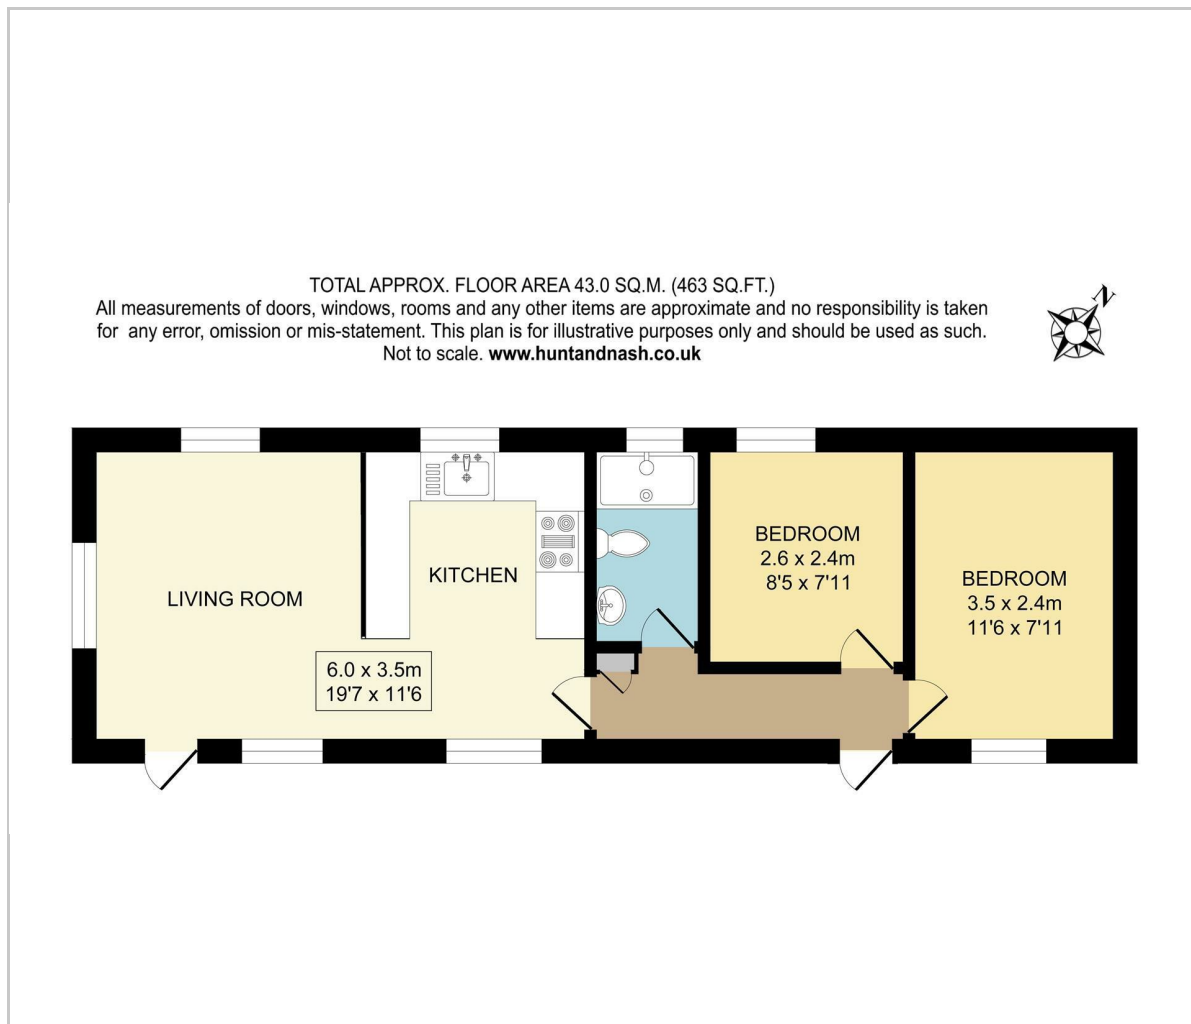 TOTAL APPROX. FLOOR AREA 43.0 SQ.M. (463 SQ.FT.)
All measurements of doors, windows, rooms and any other items are approximate and no responsibility is taken
for any error, omission or mis-statement. This plan is for illustrative purposes only and should be used as such.
Not to scale. www.huntandnash.co.uk
N
LIVING ROOM
KITCHEN
6.0 x 3.5m
19'7 x 11'6
BEDROOM
2.6 x 2.4m
8'5 x 7'11
BEDROOM
3.5 x 2.4m
11'6 x 7'11